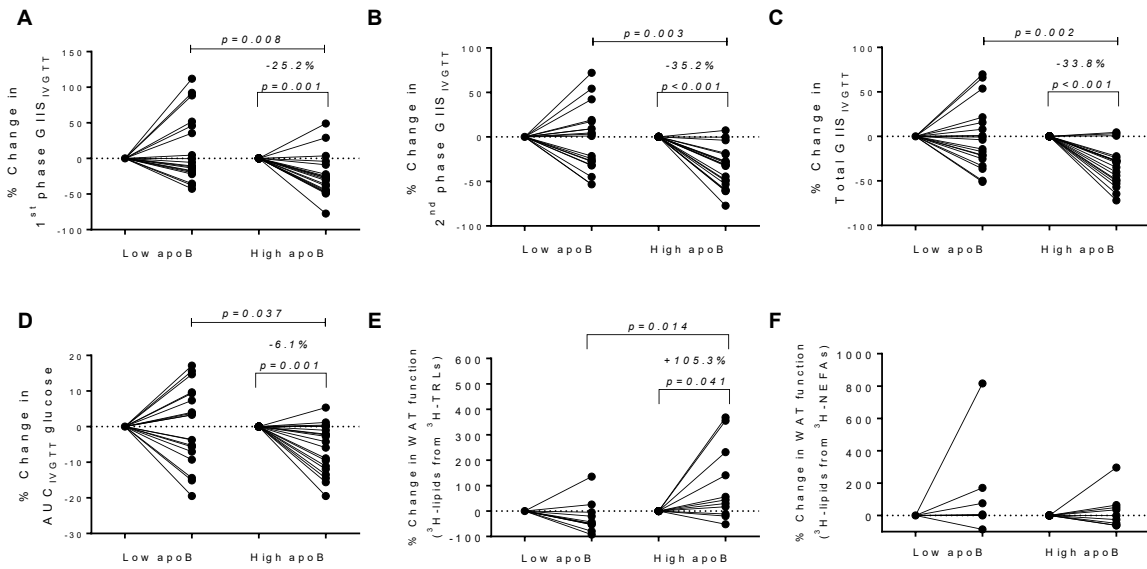 A
% Change in
1st phase GIIS IVGTT
150
100
50
0
-50
-100
p=0.008
-25.2%
p=0.001
Low apoB
High apoB
B
% Change in
2nd phase GIIS IVGTT
100
50
0
-50
-100
p=0.003
-35.2%
p<0.001
Low apoB
High apoB
C
% Change in
Total GIIS IVGTT
100
50
0
-50
-100
p=0.002
-33.8%
p<0.001
Low apoB
High apoB
D
% Change in
AUC IVGTT glucose
20
10
0
-10
-20
-30
p=0.037
-6.1%
p=0.001
Low apoB
High apoB
E
% Change in WAT function
(3H-lipids from 3H-TRLs)
600
500
400
300
200
100
0
-100
p=0.014
+105.3%
p=0.041
Low apoB
High apoB
F
% Change in WAT function
(3H-lipids from 3H-NEFAs)
1000
800
600
400
200
0
Low apoB
High apoB